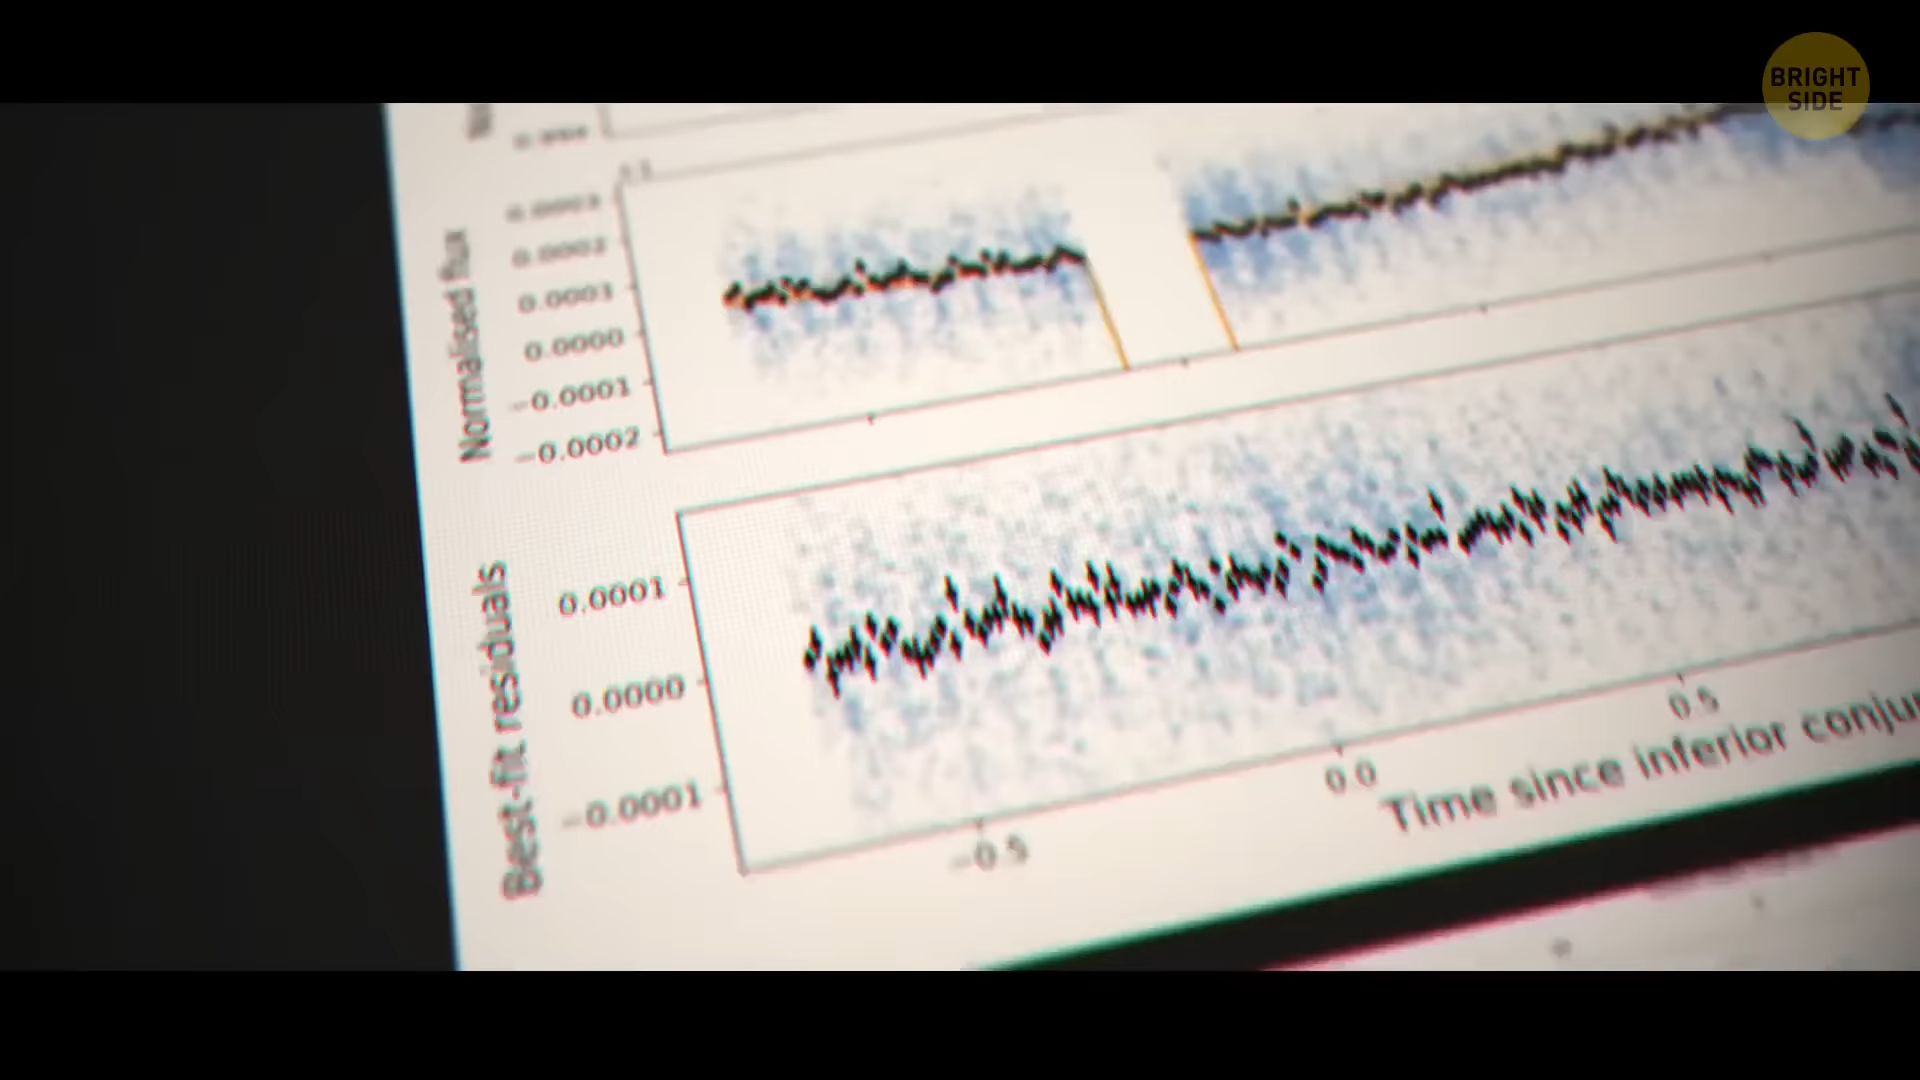 BRIGHT
SIDE
Normalised flux
0.0002
0.0001
0.0000
−0.0001
−0.0002
Best-fit residuals
0.0001
0.0000
−0.0001
−0.5
0.0
0.5
Time since inferior